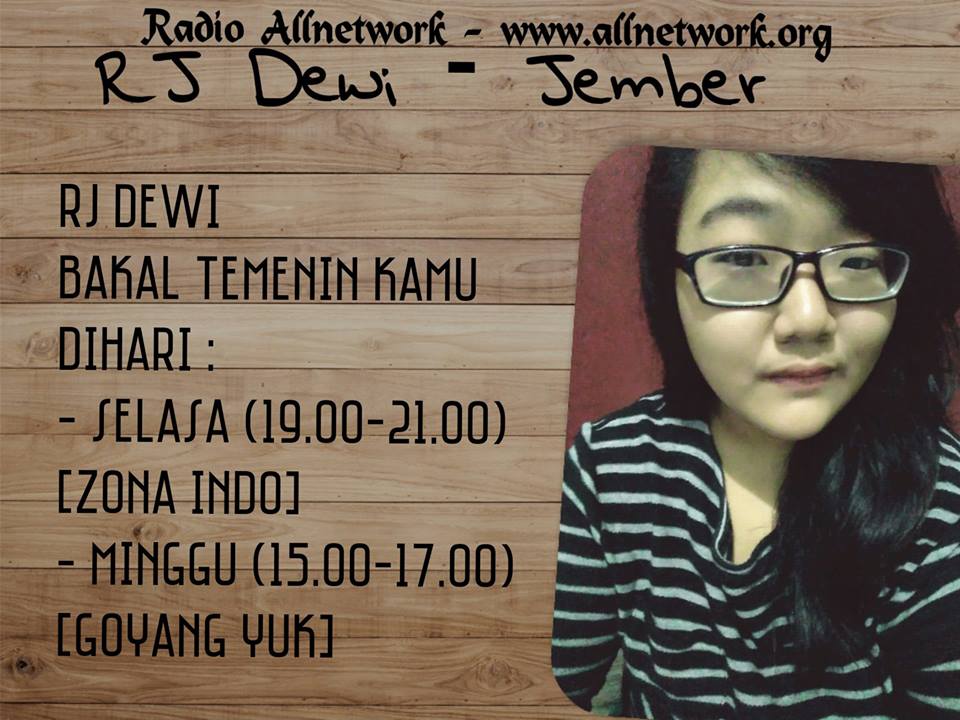 Radio Allnetwork - www.allnetwork.org
RJ Dewi - Jember
RJ DEWI
BAKAL TEMENIN KAMU
DIHARI :
- SELASA (19.00-21.00)
[ZONA INDO]
- MINGGU (15.00-17.00)
[GOYANG YUK]